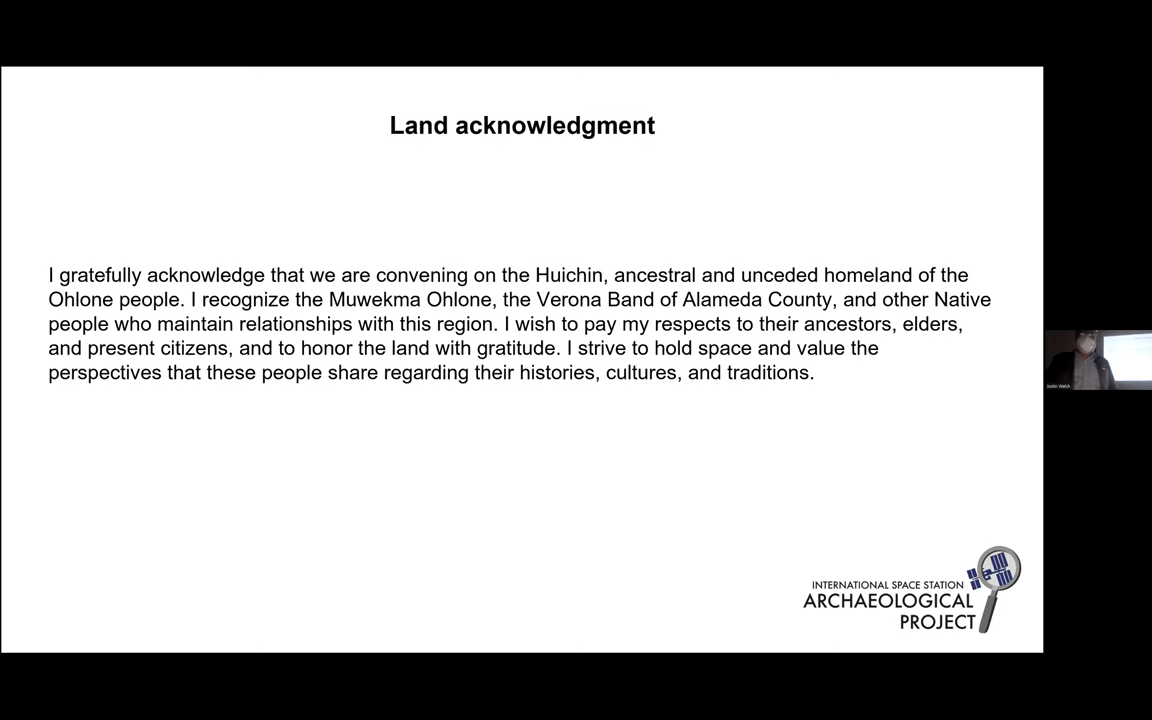 Land acknowledgment
I gratefully acknowledge that we are convening on the Huichin, ancestral and unceded homeland of the
Ohlone people. I recognize the Muwekma Ohlone, the Verona Band of Alameda County, and other Native
people who maintain relationships with this region. I wish to pay my respects to their ancestors, elders,
and present citizens, and to honor the land with gratitude. I strive to hold space and value the
perspectives that these people share regarding their histories, cultures, and traditions.
Justin Walsh
INTERNATIONAL SPACE STATION
ARCHAEOLOGICAL
PROJECT